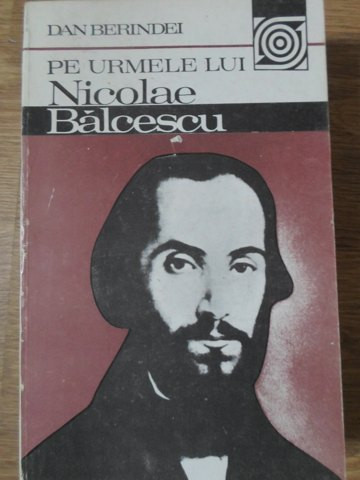 DAN BERINDEI
PE URMELE LUI
Nicolae
Bălcescu